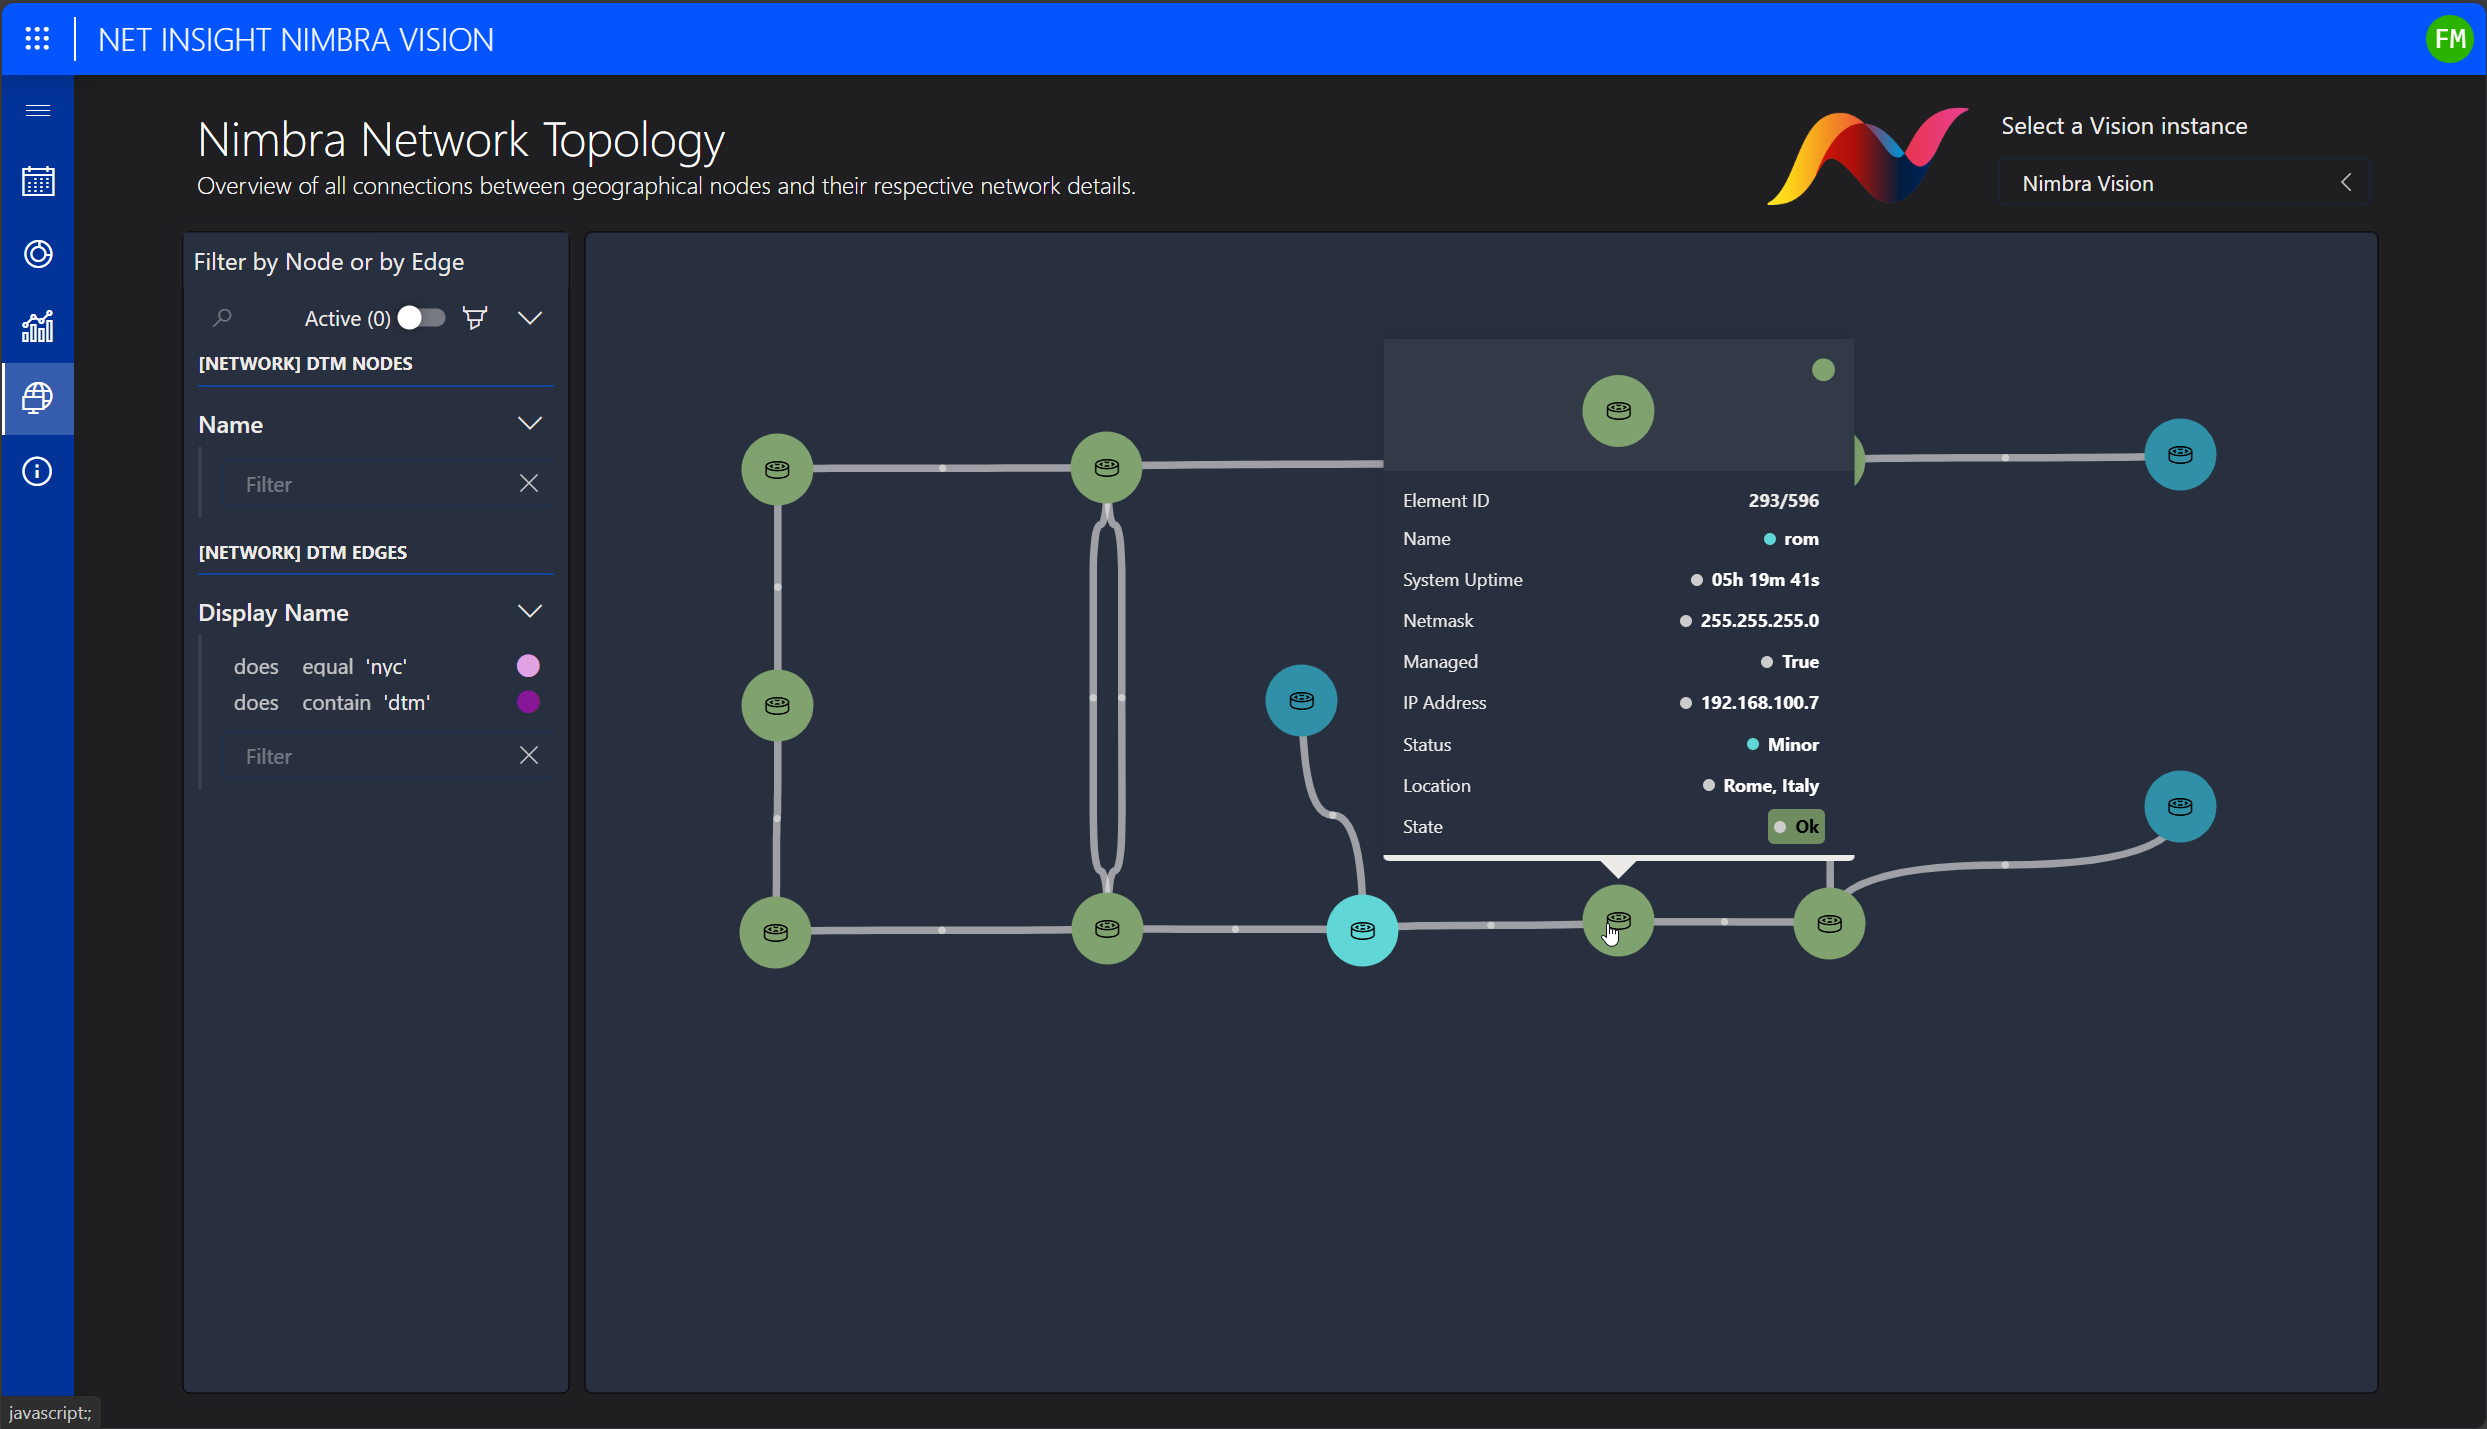 NET INSIGHT NIMBRA VISION
FM
Nimbra Network Topology
Overview of all connections between geographical nodes and their respective network details.
Select a Vision instance
Nimbra Vision
Filter by Node or by Edge
Active (0)
[NETWORK] DTM NODES
Name
Filter
[NETWORK] DTM EDGES
Display Name
does equal 'nyc'
does contain 'dtm'
Filter
Element ID 293/596
Name rom
System Uptime 05h 19m 41s
Netmask 255.255.255.0
Managed True
IP Address 192.168.100.7
Status Minor
Location Rome, Italy
State Ok
javascript:;